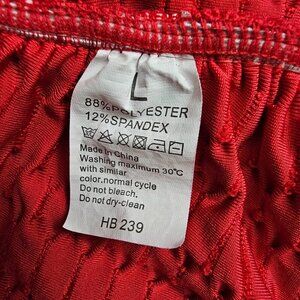 L
88%POLYESTER
12%SPANDEX
Made in China
Washing maximum 30°C
with similar
color.normal cycle
Do not bleach.
Do not dry-clean
HB 239